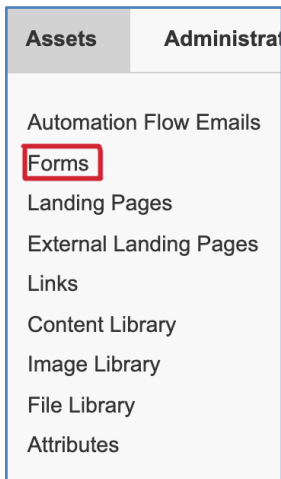 Assets Administrat
Automation Flow Emails
Forms
Landing Pages
External Landing Pages
Links
Content Library
Image Library
File Library
Attributes